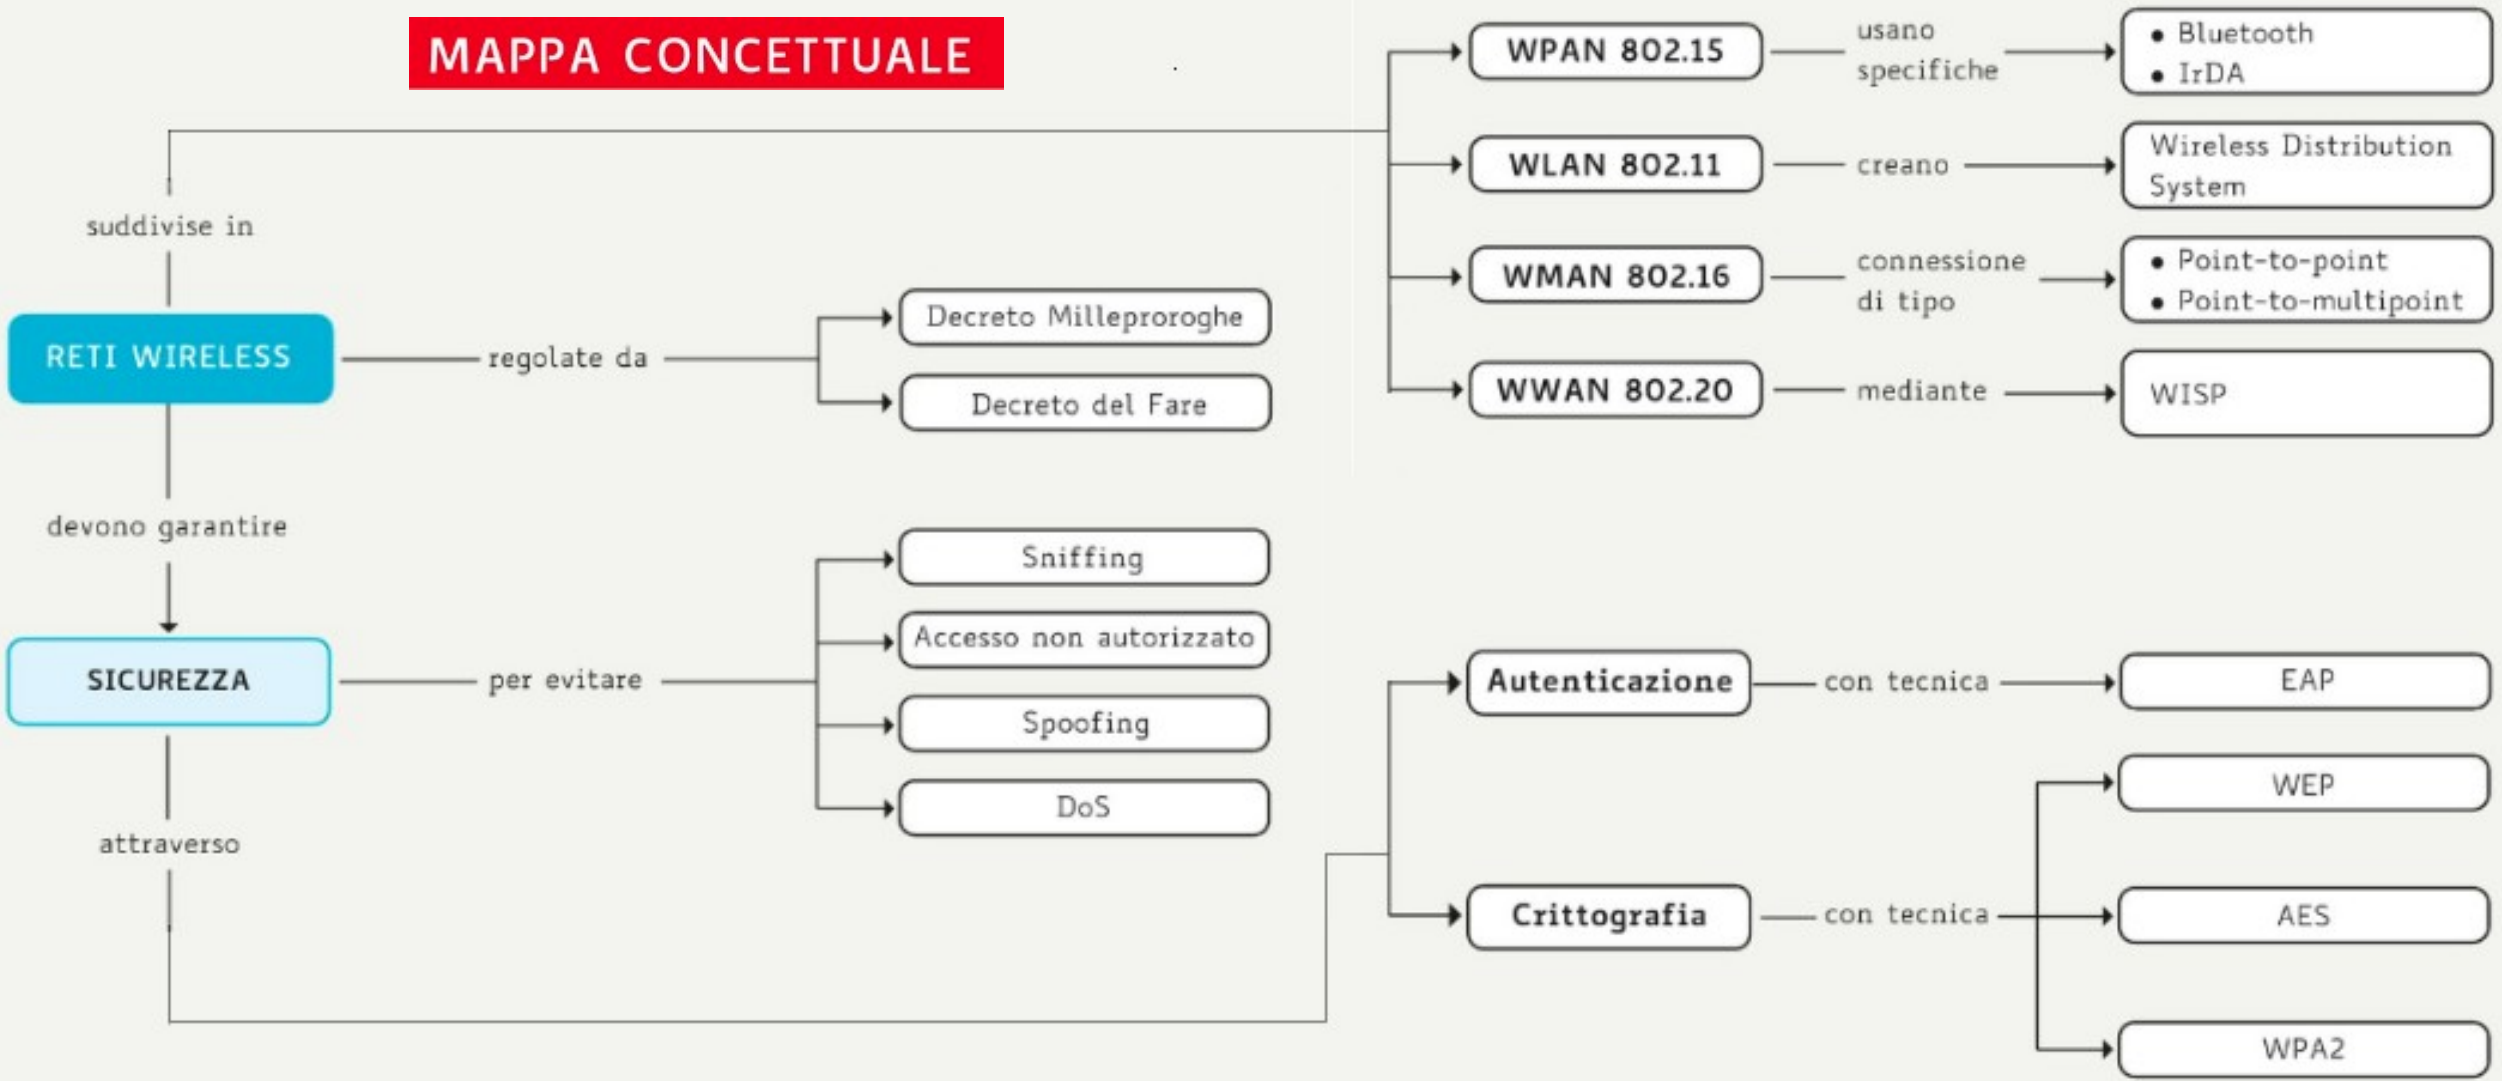 MAPPA CONCETTUALE
suddivise in
RETI WIRELESS
regolate da
Decreto Milleproroghe
Decreto del Fare
WPAN 802.15
usano
specifiche
• Bluetooth
• IrDA
WLAN 802.11
creano
Wireless Distribution
System
WMAN 802.16
connessione
di tipo
• Point-to-point
• Point-to-multipoint
WWAN 802.20
mediante
WISP
devono garantire
SICUREZZA
per evitare
Sniffing
Accesso non autorizzato
Spoofing
DoS
attraverso
Autenticazione
con tecnica
EAP
Crittografia
con tecnica
WEP
AES
WPA2